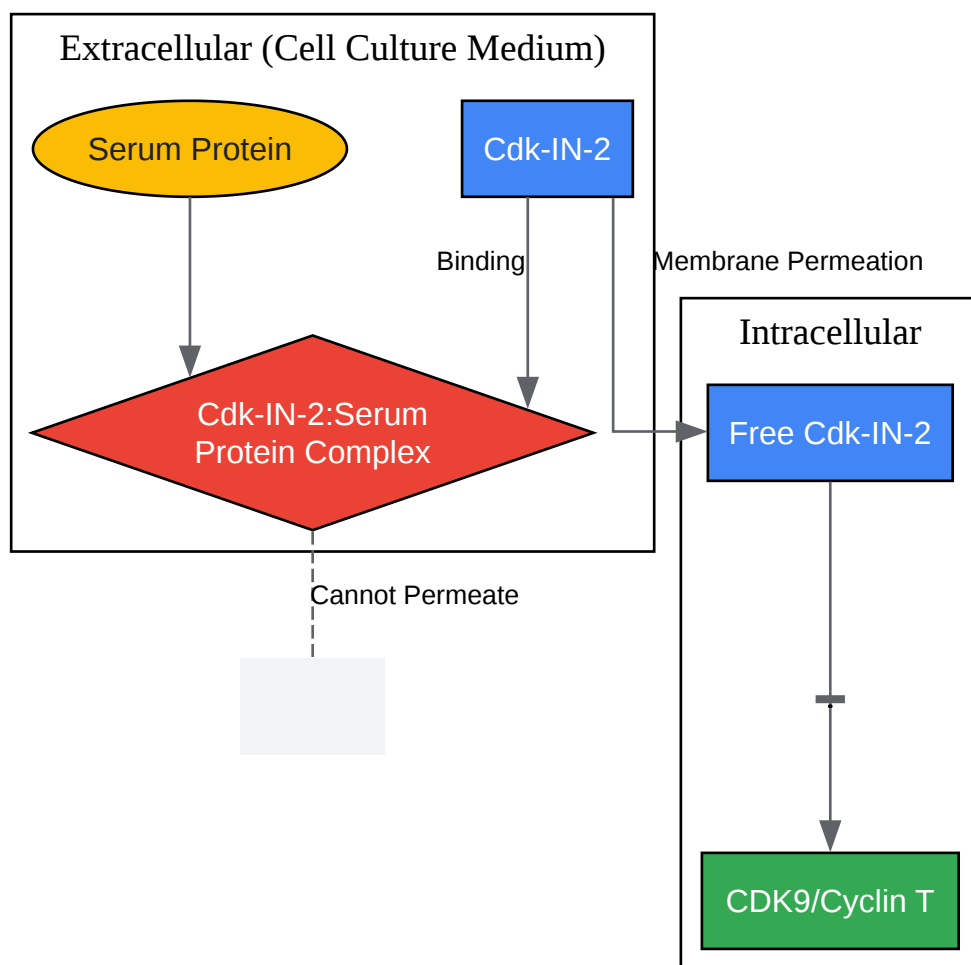 Extracellular (Cell Culture Medium)
Serum Protein
Cdk-IN-2
Binding
Membrane Permeation
Intracellular
Cdk-IN-2:Serum
Protein Complex
Free Cdk-IN-2
Cannot Permeate
CDK9/Cyclin T